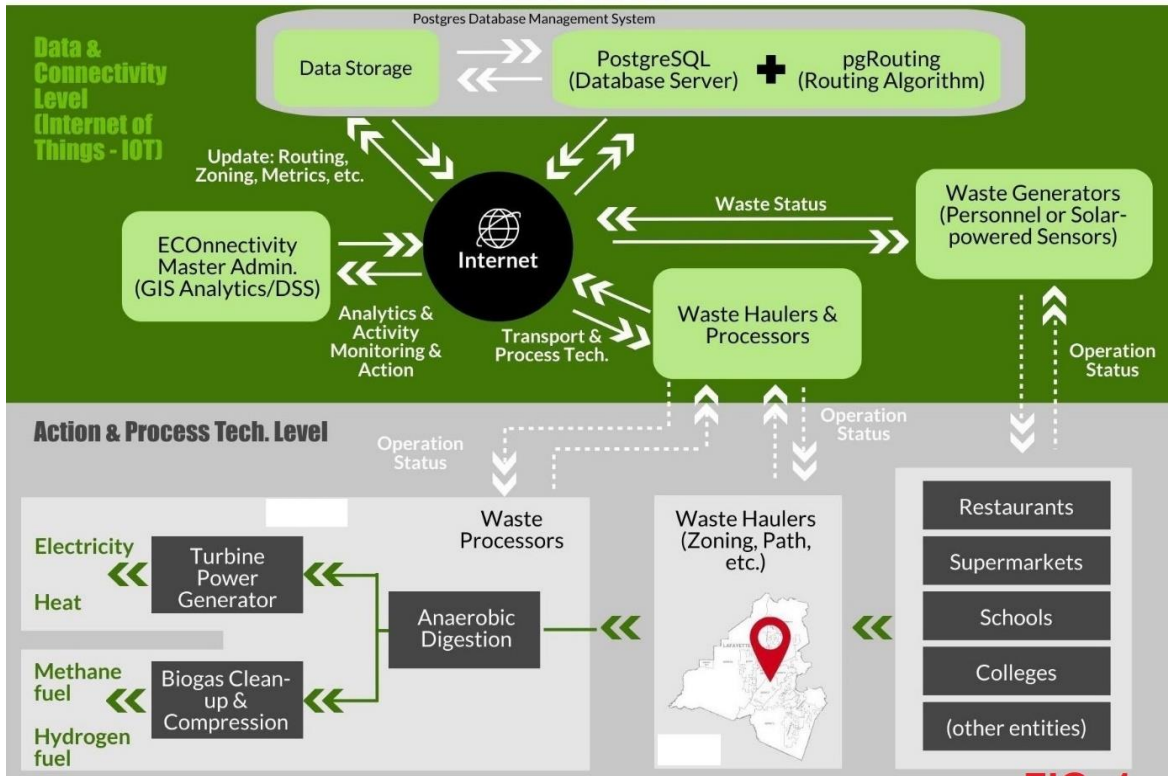 Postgres Database Management System
Data &
Connectivity
Level
(Internet of
Things - IOT)
Data Storage
PostgreSQL
(Database Server)
pgRouting
(Routing Algorithm)
Update: Routing,
Zoning, Metrics, etc.
Internet
Waste Status
Waste Generators
(Personnel or Solar-
powered Sensors)
ECOnnectivity
Master Admin.
(GIS Analytics/DSS)
Analytics &
Activity
Monitoring &
Action
Transport &
Process Tech.
Waste Haulers &
Processors
Operation
Status
Action & Process Tech. Level
Operation
Status
Operation
Status
Waste
Processors
Electricity
Heat
Turbine
Power
Generator
Methane
fuel
Hydrogen
fuel
Biogas Clean-
up &
Compression
Anaerobic
Digestion
Waste Haulers
(Zoning, Path,
etc.)
LAFAYETTE
Restaurants
Supermarkets
Schools
Colleges
(other entities)